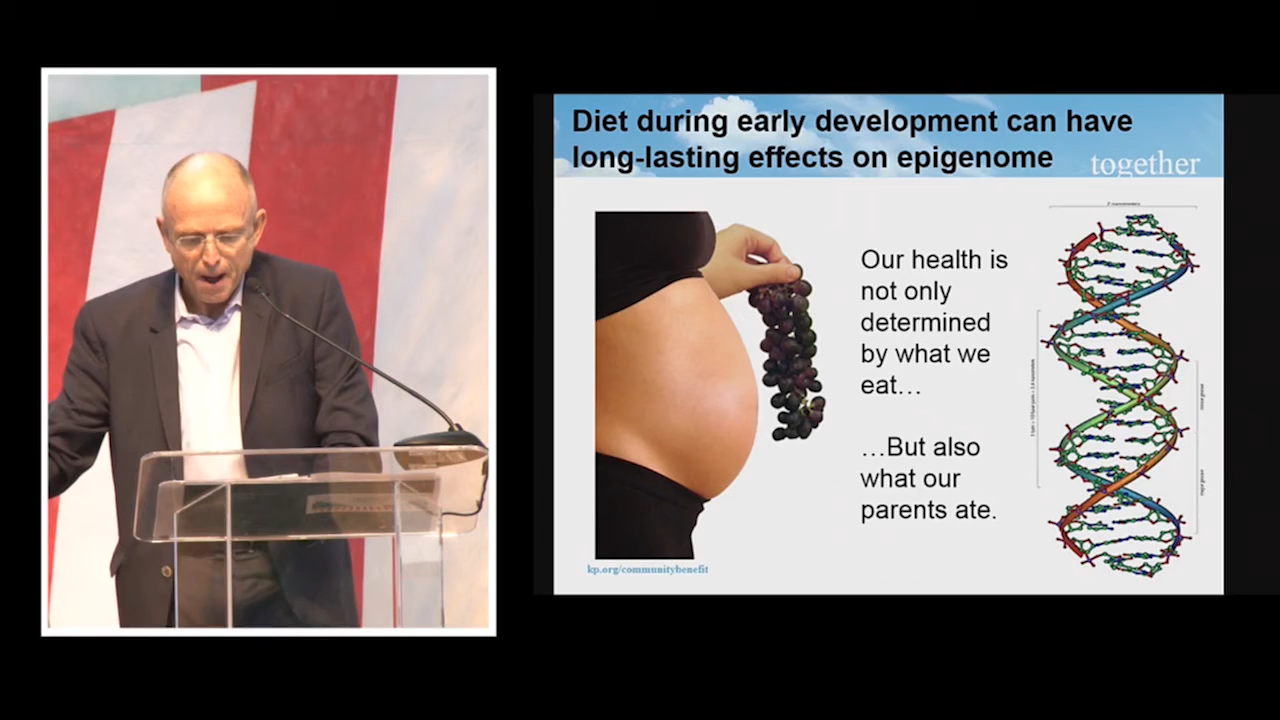 Diet during early development can have
long-lasting effects on epigenome
together
Our health is
not only
determined
by what we
eat…
…But also
what our
parents ate.
kp.org/communitybenefit